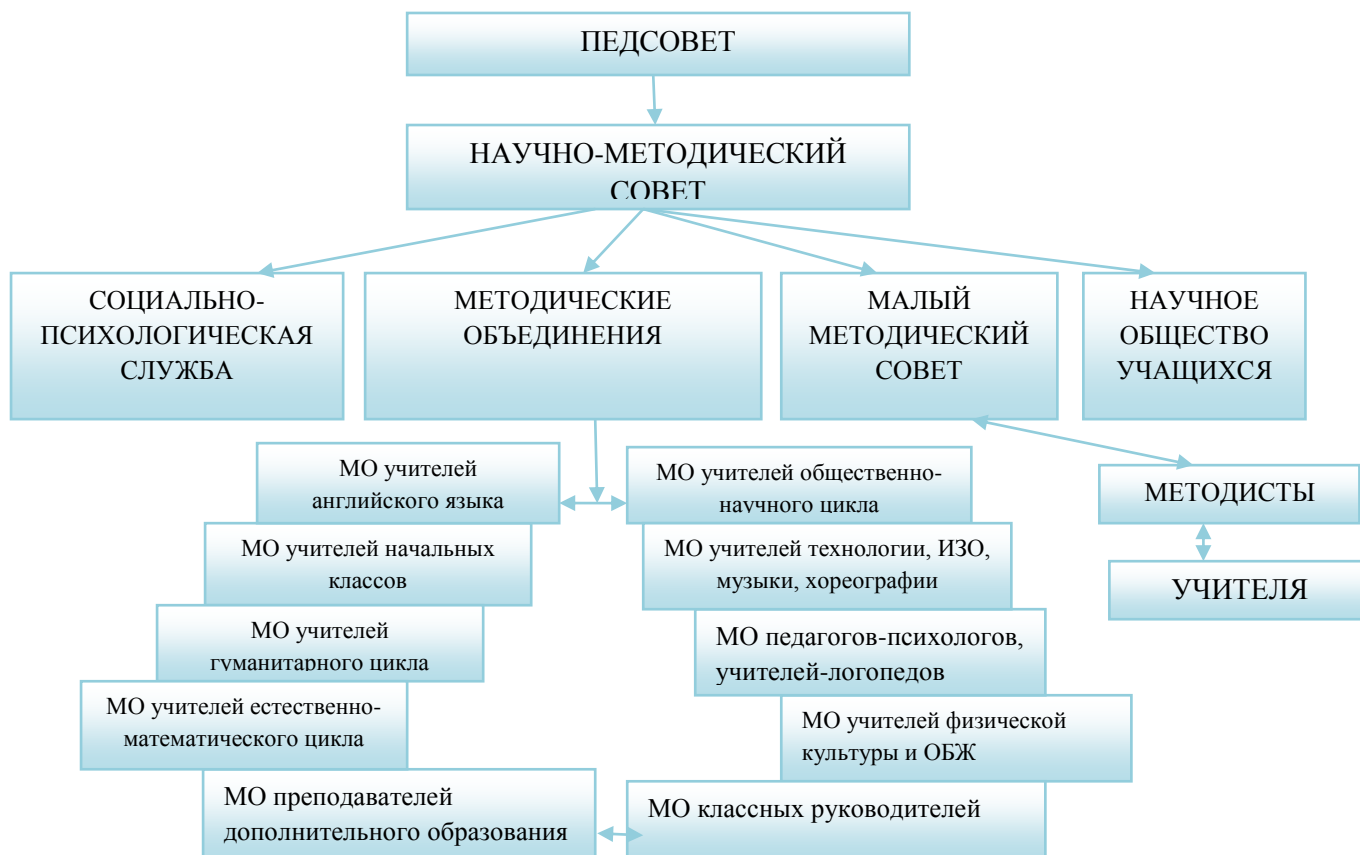 ПЕДСОВЕТ
НАУЧНО-МЕТОДИЧЕСКИЙ
СОВЕТ
СОЦИАЛЬНО-
ПСИХОЛОГИЧЕСКАЯ
СЛУЖБА
МЕТОДИЧЕСКИЕ
ОБЪЕДИНЕНИЯ
МАЛЫЙ
МЕТОДИЧЕСКИЙ
СОВЕТ
НАУЧНОЕ
ОБЩЕСТВО
УЧАЩИХСЯ
МО учителей
английского языка
МО учителей общественно-
научного цикла
МЕТОДИСТЫ
МО учителей начальных
классов
МО учителей технологии, ИЗО,
музыки, хореографии
УЧИТЕЛЯ
МО учителей
гуманитарного цикла
МО педагогов-психологов,
учителей-логопедов
МО учителей естественно-
математического цикла
МО учителей физической
культуры и ОБЖ
МО преподавателей
дополнительного образования
МО классных руководителей